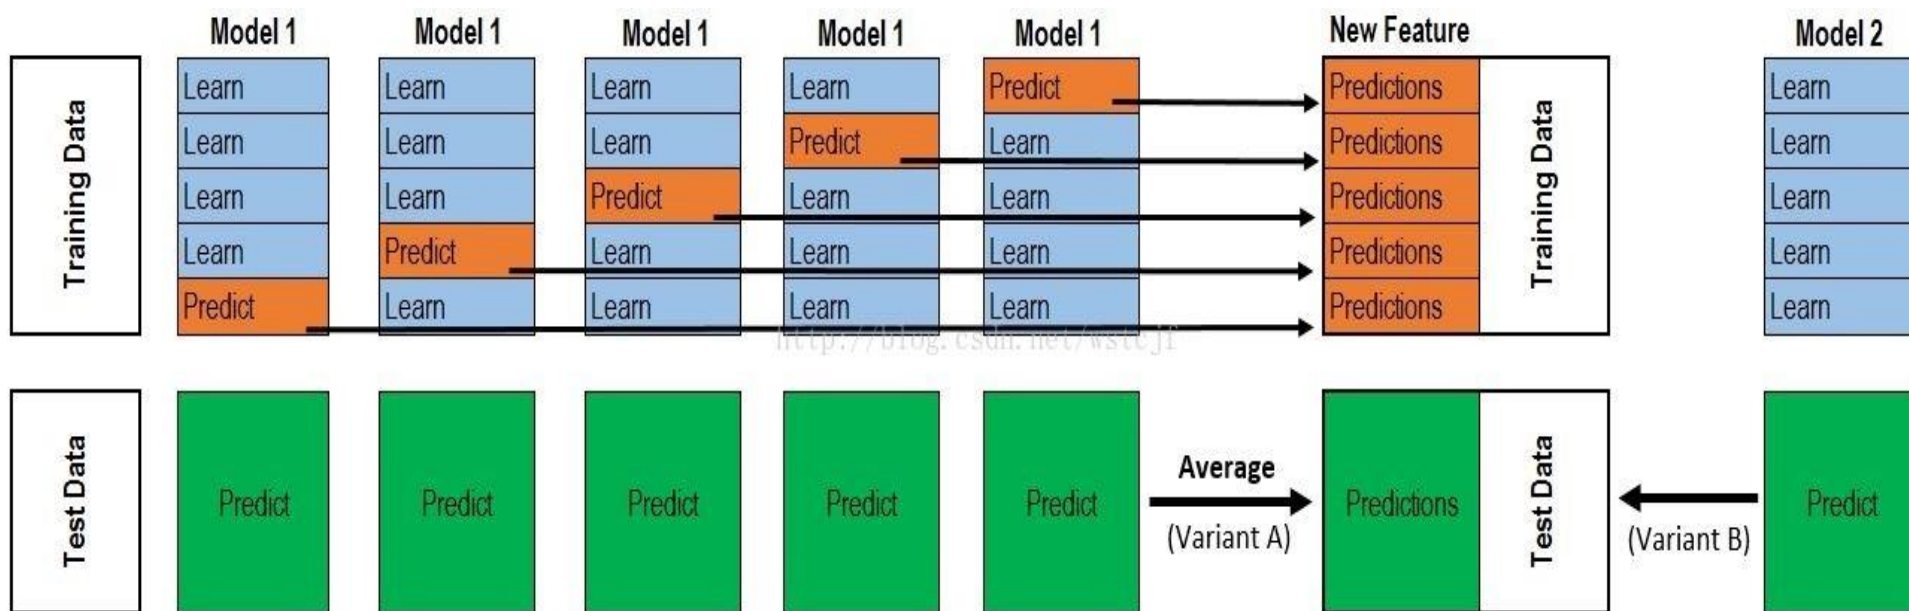 Model 1 Model 1 Model 1 Model 1 Model 1 New Feature Model 2
Training Data
Learn Learn Learn Learn Predict Predictions Learn
Learn Learn Learn Predict Learn Predictions Learn
Learn Learn Predict Learn Learn Predictions Learn
Learn Predict Learn Learn Learn Predictions Learn
Predict Learn Learn Learn Learn Predictions Learn
Training Data
http://blog.csdn.net/wstcjf
Test Data
Predict Predict Predict Predict Predict
Average
(Variant A)
Predictions
Test Data
(Variant B)
Predict